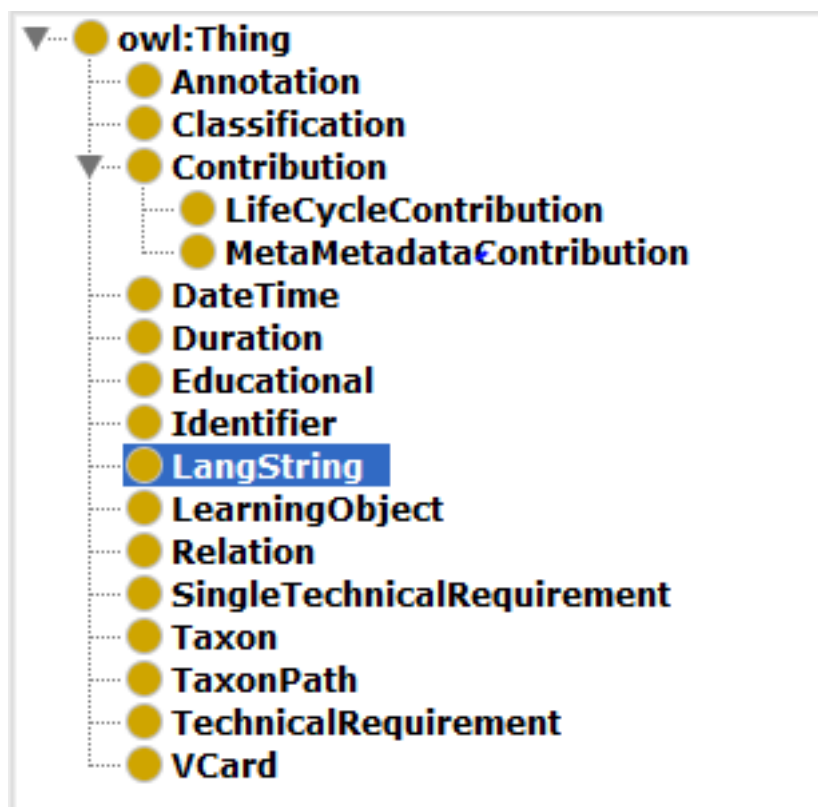 owl:Thing
Annotation
Classification
Contribution
LifeCycleContribution
MetaMetadataContribution
DateTime
Duration
Educational
Identifier
LangString
LearningObject
Relation
SingleTechnicalRequirement
Taxon
TaxonPath
TechnicalRequirement
VCard